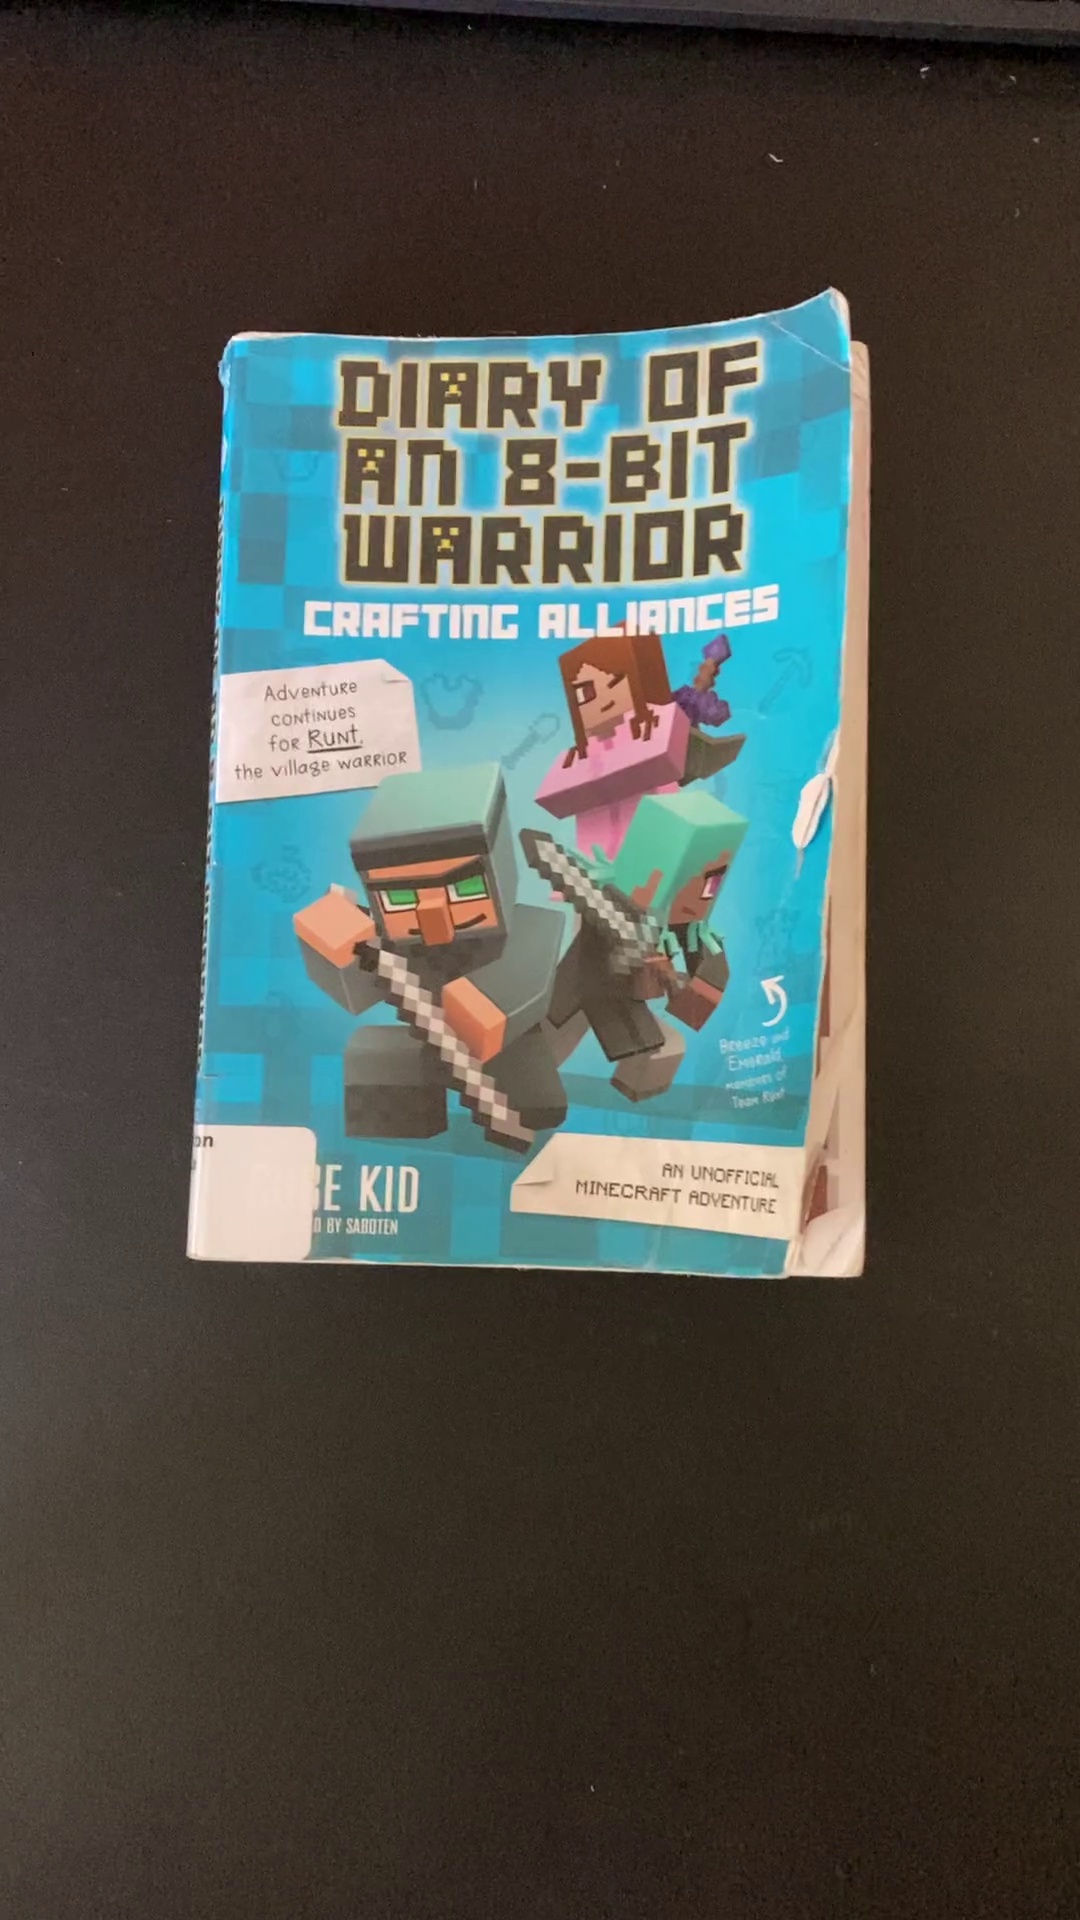 DIARY OF
AN 8-BIT
WARRIOR
CRAFTING ALLIANCES
Adventure
continues
for Runt,
the village warrior
Breeze and
Emerald,
members of
Team Runt
on
KID
BY SABOTEN
AN UNOFFICIAL
MINECRAFT ADVENTURE